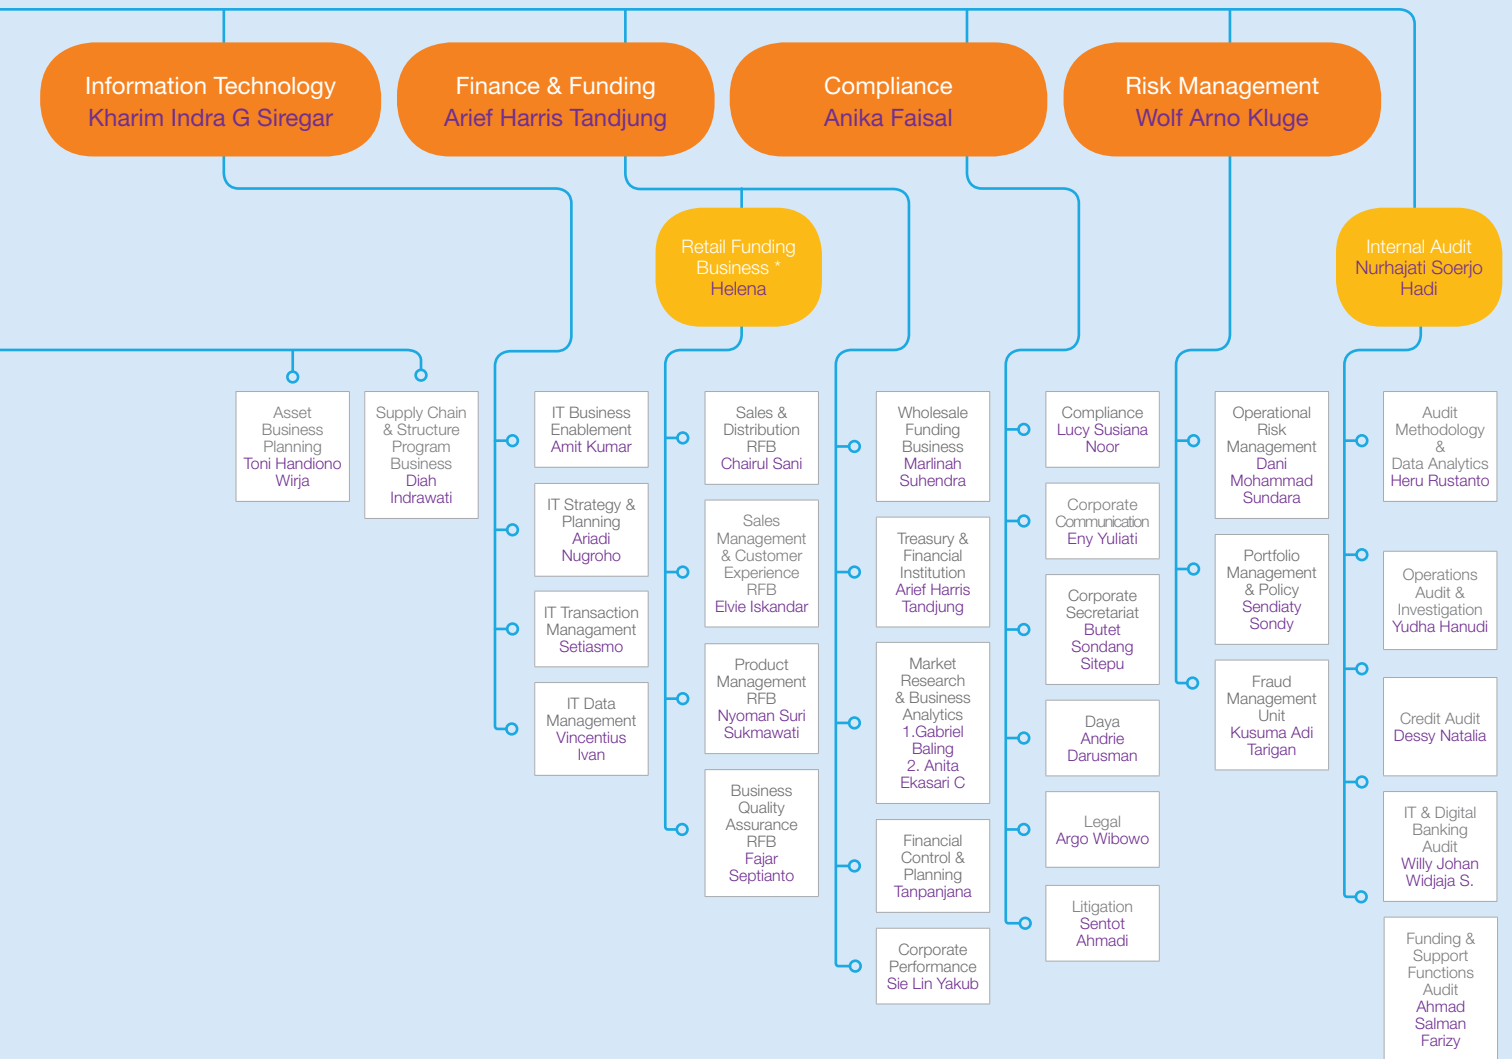 Information Technology
Kharim Indra G Siregar
Finance & Funding
Arief Harris Tandjung
Compliance
Anika Faisal
Risk Management
Wolf Arno Kluge
Retail Funding
Business *
Helena
Internal Audit
Nurhajati Soerjo
Hadi
Asset
Business
Planning
Toni Handiono
Wirja
Supply Chain
& Structure
Program
Business
Diah
Indrawati
IT Business
Enablement
Amit Kumar
IT Strategy &
Planning
Ariadi
Nugroho
IT Transaction
Managament
Setiasmo
IT Data
Management
Vincentius
Ivan
Sales &
Distribution
RFB
Chairul Sani
Sales
Management
& Customer
Experience
RFB
Elvie Iskandar
Product
Management
RFB
Nyoman Suri
Sukmawati
Business
Quality
Assurance
RFB
Fajar
Septianto
Wholesale
Funding
Business
Marlinah
Suhendra
Treasury &
Financial
Institution
Arief Harris
Tandjung
Market
Research
& Business
Analytics
1.Gabriel
Baling
2. Anita
Ekasari C
Financial
Control &
Planning
Tanpanjana
Corporate
Performance
Sie Lin Yakub
Compliance
Lucy Susiana
Noor
Corporate
Communication
Eny Yuliati
Corporate
Secretariat
Butet
Sondang
Sitepu
Daya
Andrie
Darusman
Legal
Argo Wibowo
Litigation
Sentot
Ahmadi
Operational
Risk
Management
Dani
Mohammad
Sundara
Portfolio
Management
& Policy
Sendiaty
Sondy
Fraud
Management
Unit
Kusuma Adi
Tarigan
Audit
Methodology
&
Data Analytics
Heru Rustanto
Operations
Audit &
Investigation
Yudha Hanudi
Credit Audit
Dessy Natalia
IT & Digital
Banking
Audit
Willy Johan
Widjaja S.
Funding &
Support
Functions
Audit
Ahmad
Salman
Farizy